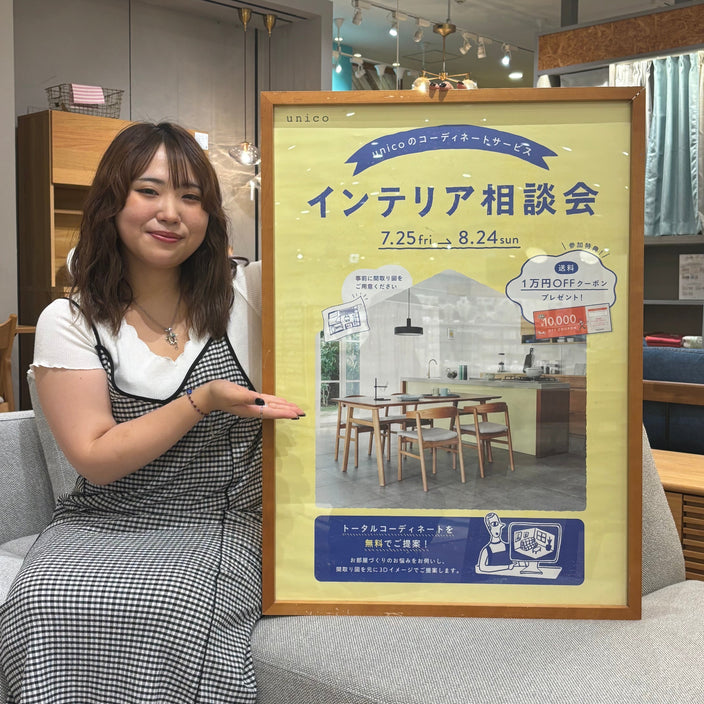 unico
unicoのコーディネートサービス
インテリア相談会
7.25fri → 8.24sun
事前に間取り図を
ご用意ください
参加特典
送料
1万円OFFクーポン
プレゼント!
¥10,000
トータルコーディネートを
無料でご提案!
お部屋づくりのお悩みをお伺いし、
間取り図を元に3Dイメージでご提案します。